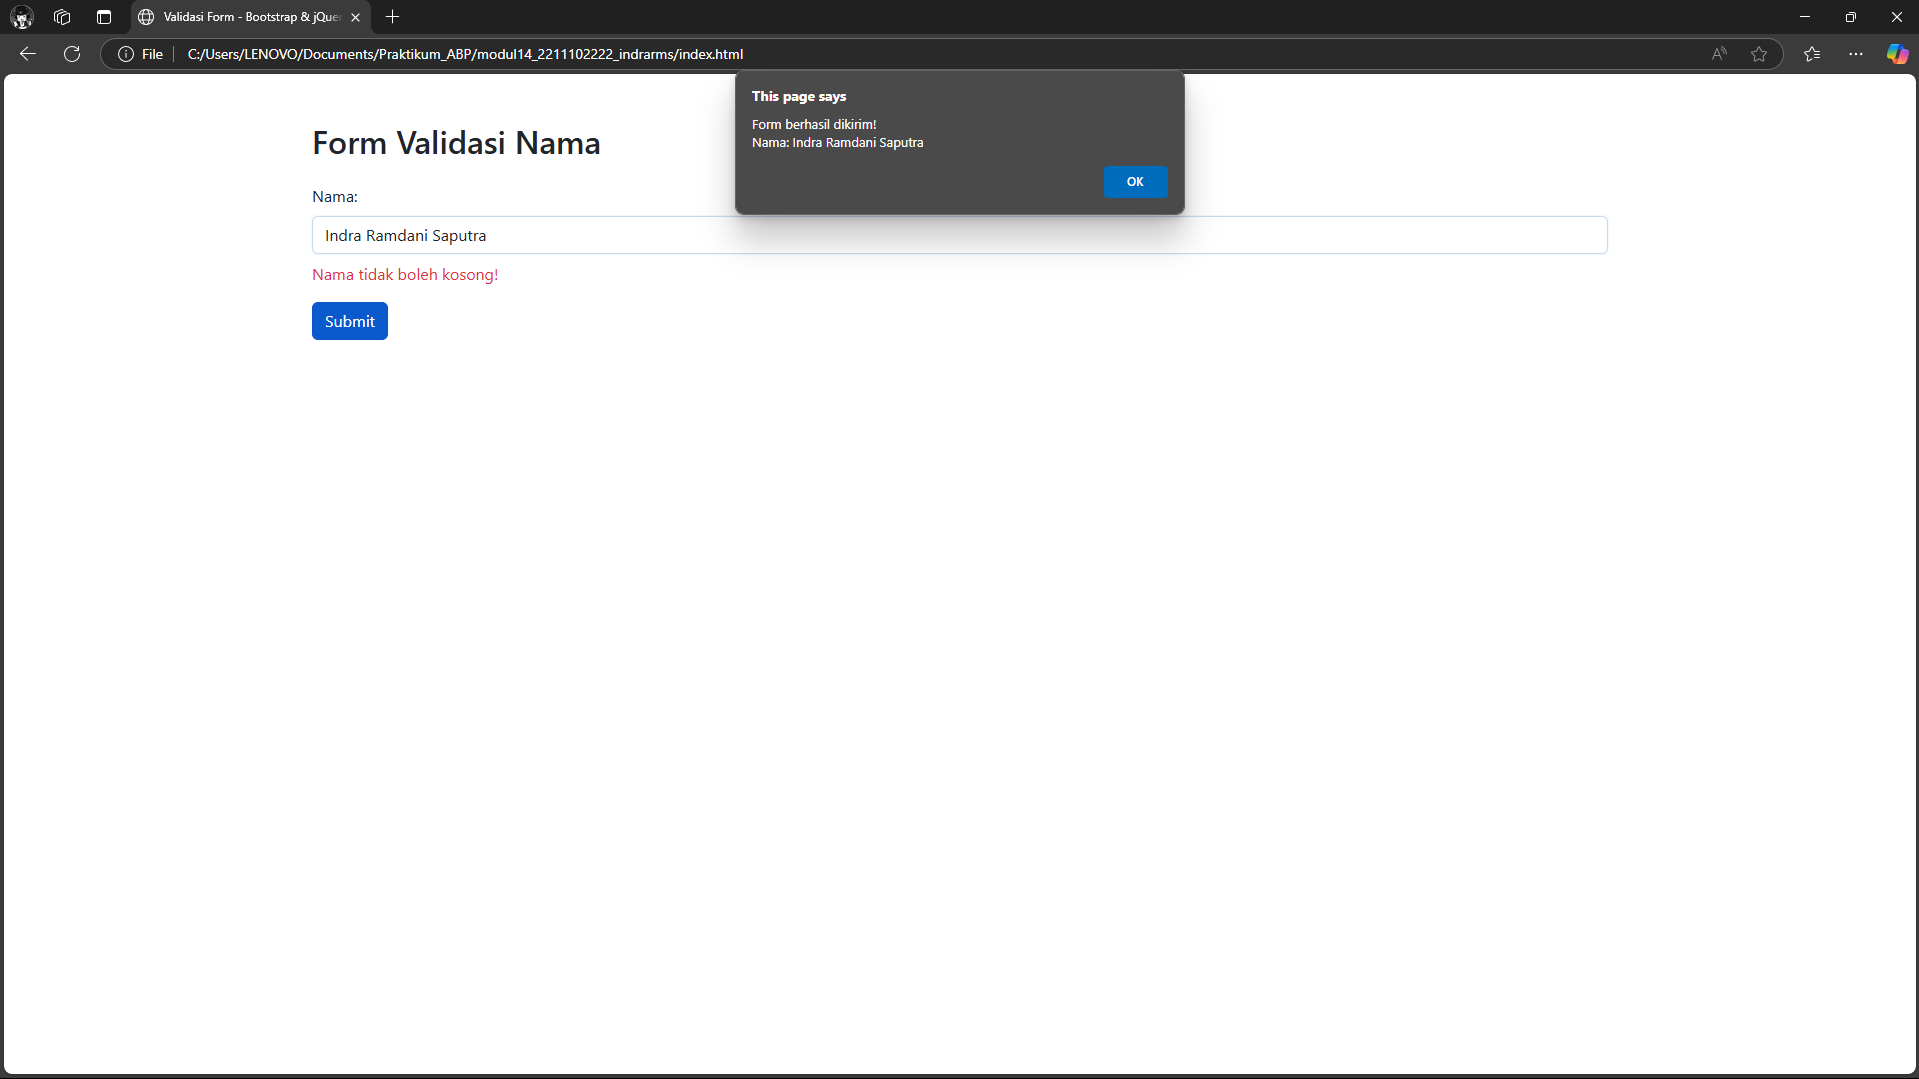 Validasi Form - Bootstrap & jQuer
File
C:/Users/LENOVO/Documents/Praktikum_ABP/modul14_2211102222_indrarms/index.html
This page says
Form berhasil dikirim!
Nama: Indra Ramdani Saputra
OK
Form Validasi Nama
Nama:
Indra Ramdani Saputra
Nama tidak boleh kosong!
Submit